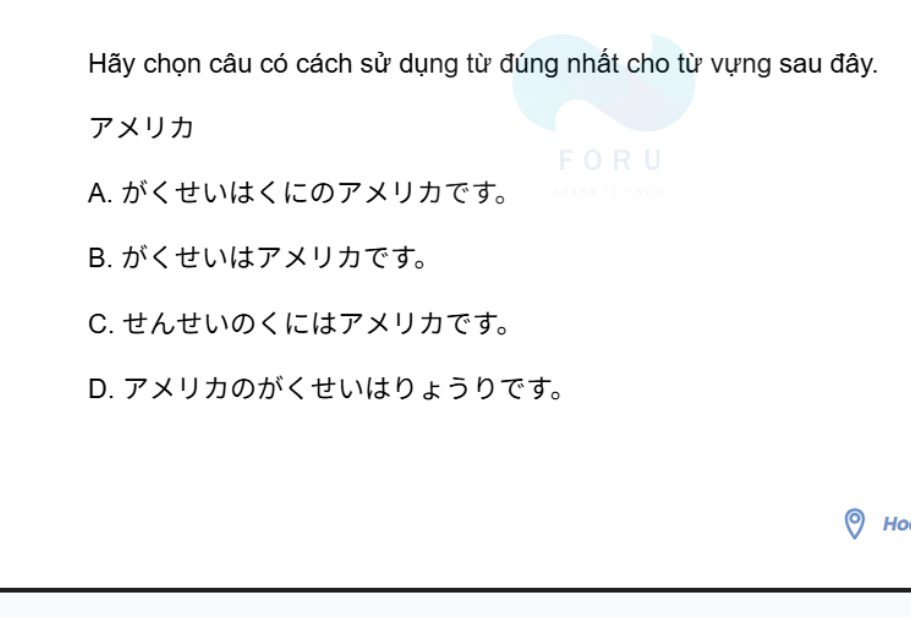 Hãy chọn câu có cách sử dụng từ đúng nhất cho từ vựng sau đây.
FORU
LEARN TO KNOW
アメリカ
A. がくせいはくにのアメリカです。
B. がくせいはアメリカです。
C. せんせいのくにはアメリカです。
D. アメリカのがくせいはりょうりです。